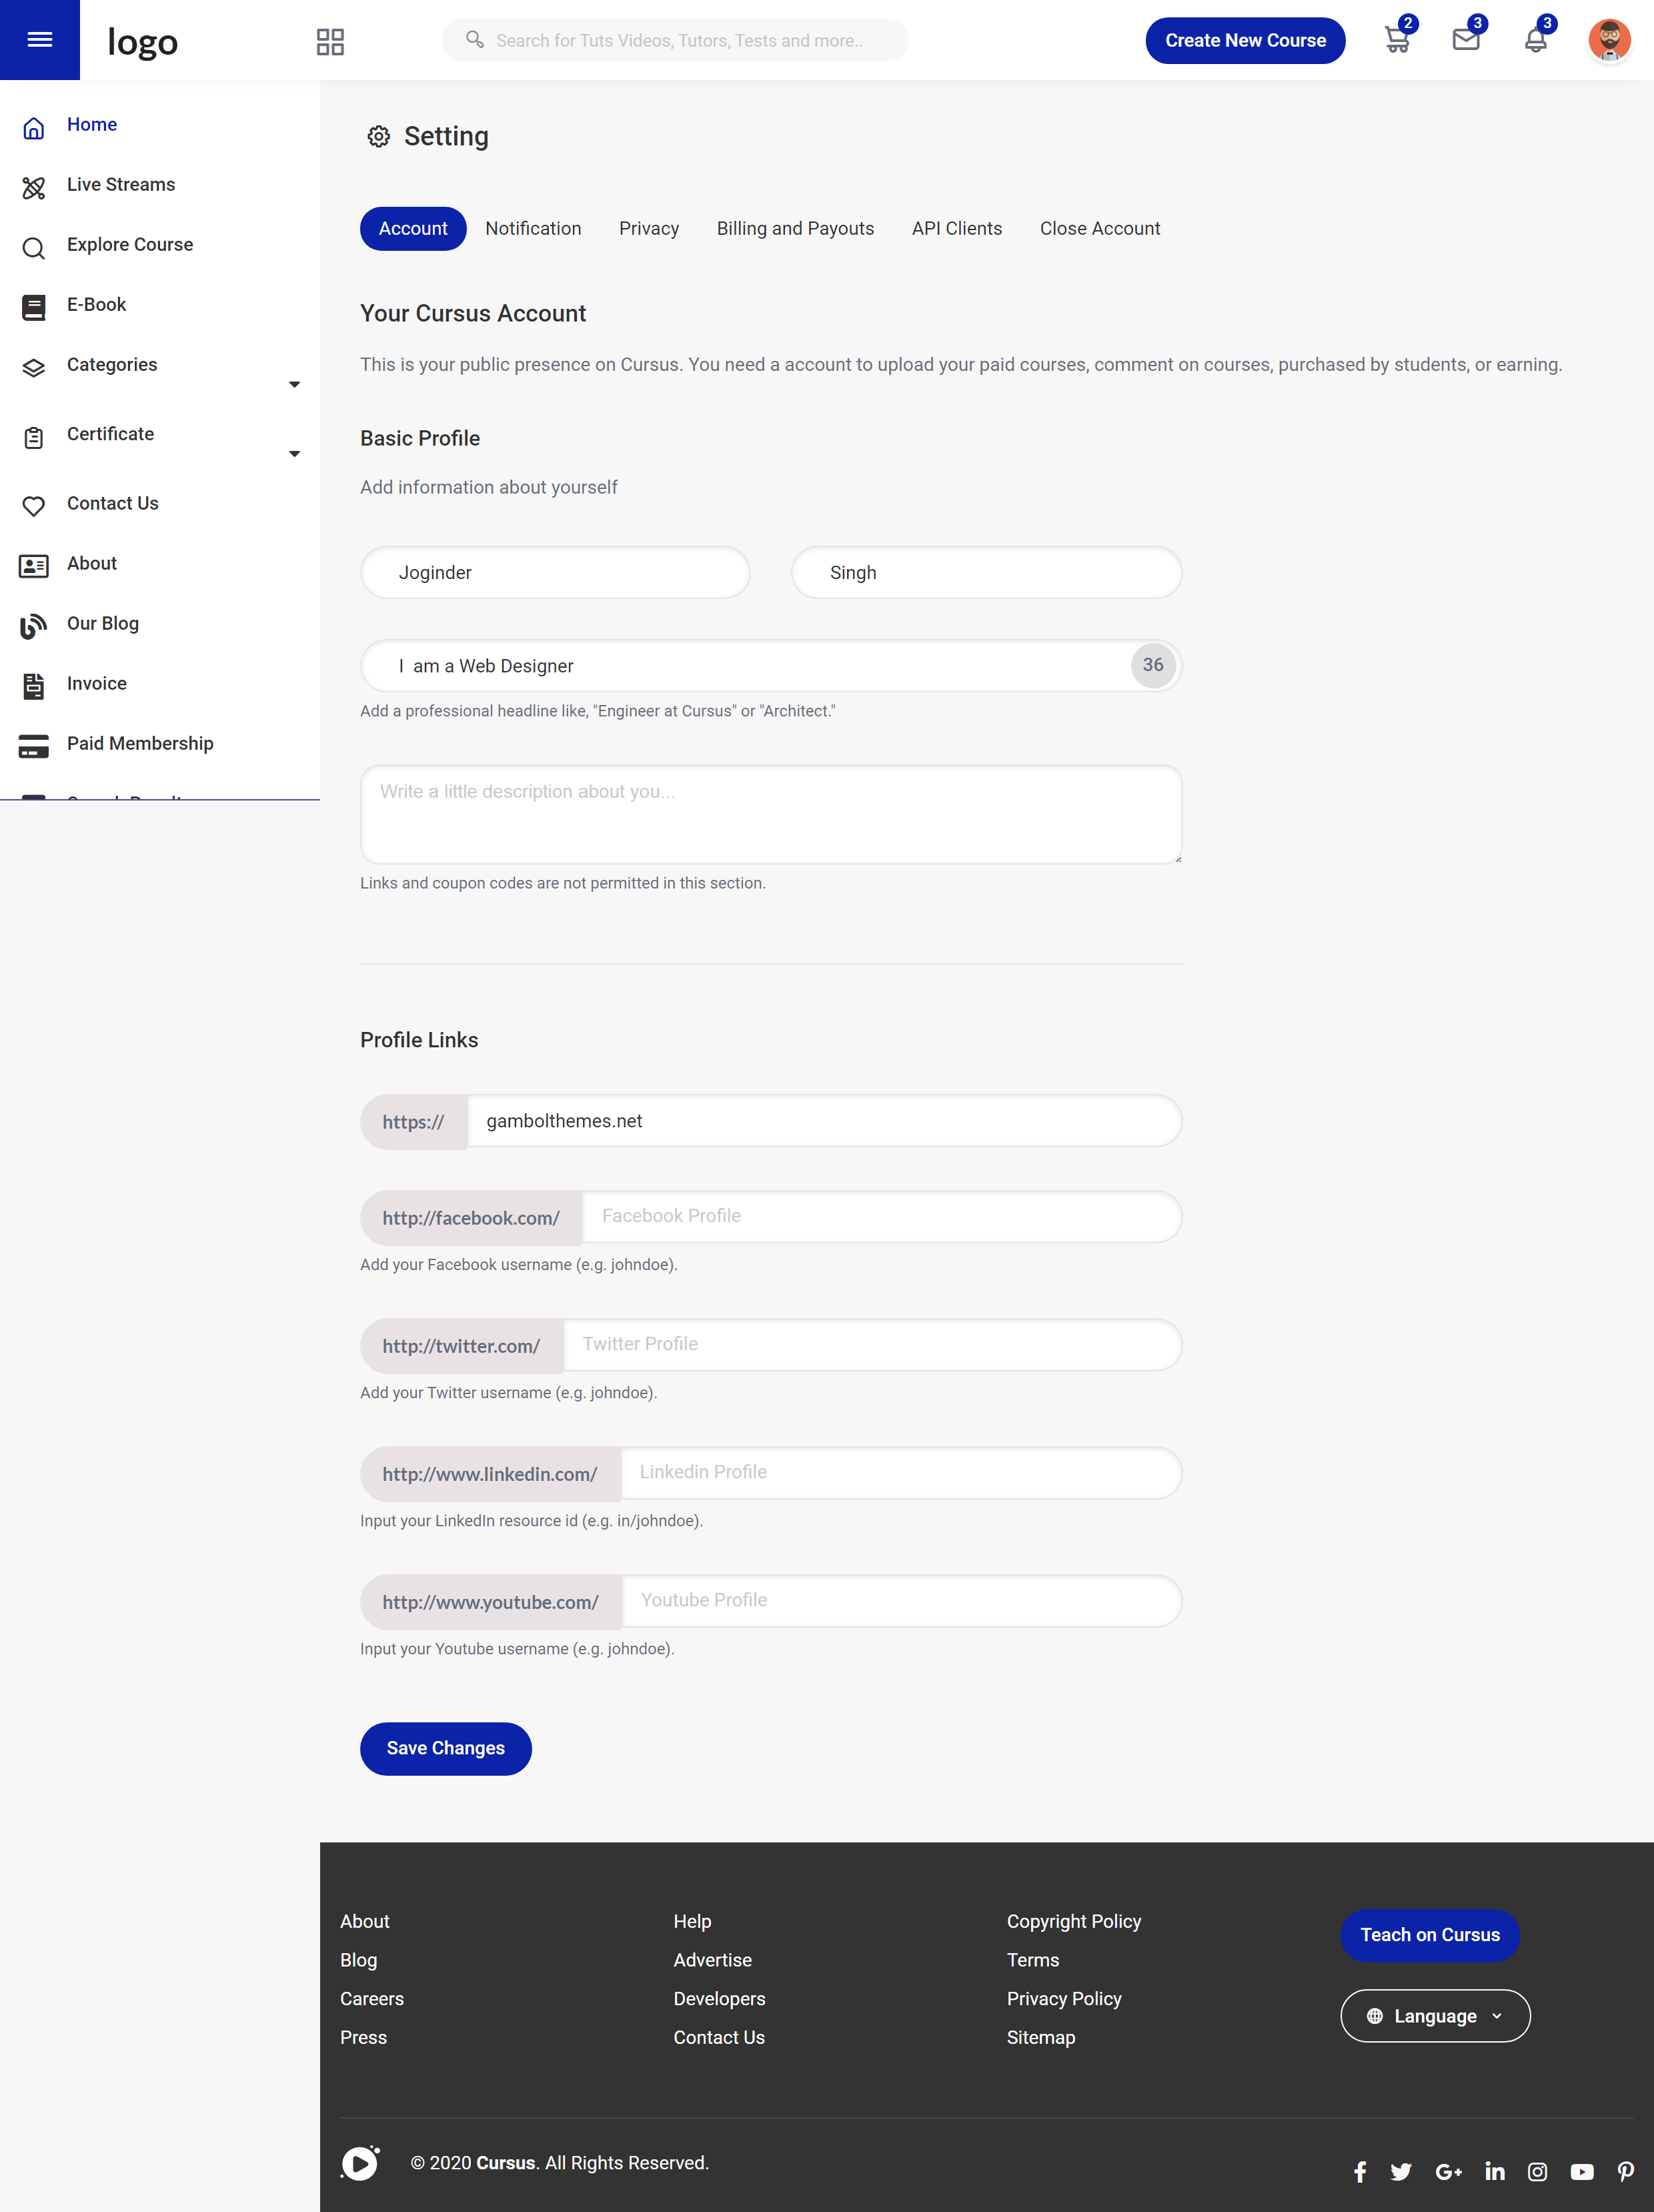 logo
Search for Tuts Videos, Tutors, Tests and more..
Create New Course
2
3
3
Home
Live Streams
Explore Course
E-Book
Categories
Certificate
Contact Us
About
Our Blog
Invoice
Paid Membership
Setting
Account Notification Privacy Billing and Payouts API Clients Close Account
Your Cursus Account
This is your public presence on Cursus. You need a account to upload your paid courses, comment on courses, purchased by students, or earning.
Basic Profile
Add information about yourself
Joginder Singh
I am a Web Designer 36
Add a professional headline like, "Engineer at Cursus" or "Architect."
Write a little description about you...
Links and coupon codes are not permitted in this section.
Profile Links
https:// gambolthemes.net
http://facebook.com/ Facebook Profile
Add your Facebook username (e.g. johndoe).
http://twitter.com/ Twitter Profile
Add your Twitter username (e.g. johndoe).
http://www.linkedin.com/ Linkedin Profile
Input your LinkedIn resource id (e.g. in/johndoe).
http://www.youtube.com/ Youtube Profile
Input your Youtube username (e.g. johndoe).
Save Changes
About
Blog
Careers
Press
Help
Advertise
Developers
Contact Us
Copyright Policy
Terms
Privacy Policy
Sitemap
Teach on Cursus
Language
© 2020 Cursus. All Rights Reserved.